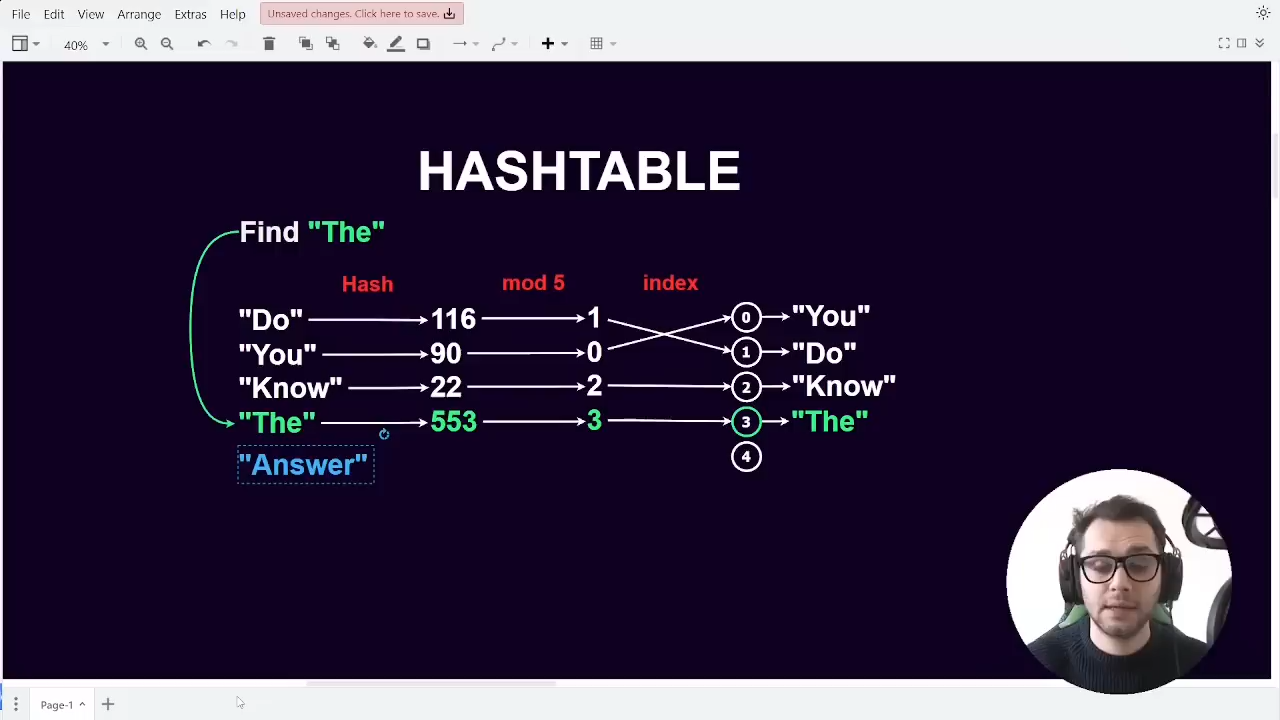 File Edit View Arrange Extras Help Unsaved changes. Click here to save.
40%
HASHTABLE
Find "The"
Hash mod 5 index
"Do" 116 1 0 "You"
"You" 90 0 1 "Do"
"Know" 22 2 2 "Know"
"The" 553 3 3 "The"
"Answer" 4
Page-1